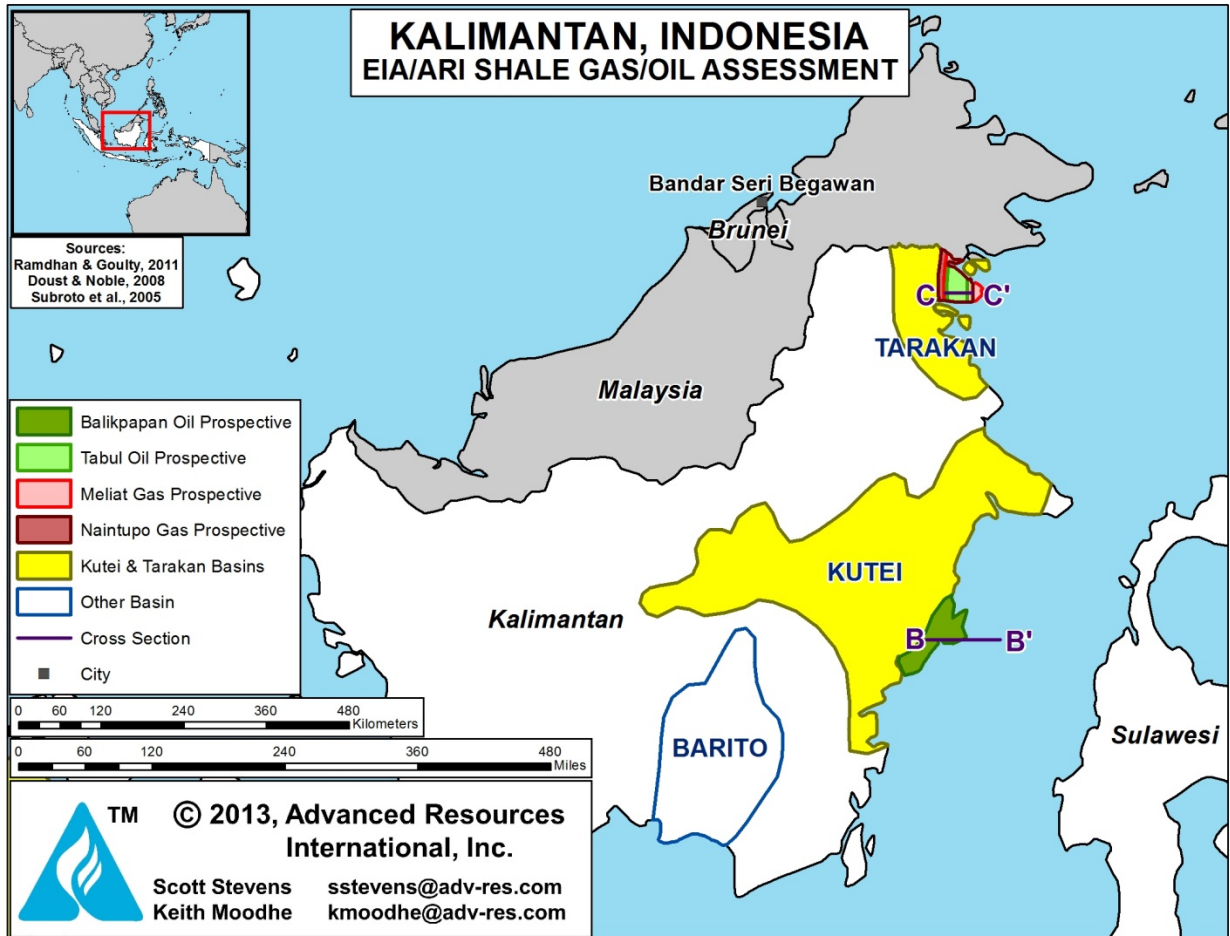 KALIMANTAN, INDONESIA
EIA/ARI SHALE GAS/OIL ASSESSMENT
Sources:
Ramdhan & Goulty, 2011
Doust & Noble, 2008
Subroto et al., 2005
Bandar Seri Begawan
Brunei
C C'
TARAKAN
Malaysia
Balikpapan Oil Prospective
Tabul Oil Prospective
Meliat Gas Prospective
Naintupo Gas Prospective
Kutei & Tarakan Basins
Other Basin
Cross Section
City
KUTEI
Kalimantan
B B'
BARITO
Sulawesi
0 60 120 240 360 480
Kilometers
0 60 120 240 360 480
Miles
TM
© 2013, Advanced Resources
International, Inc.
Scott Stevens sstevens@adv-res.com
Keith Moodhe kmoodhe@adv-res.com